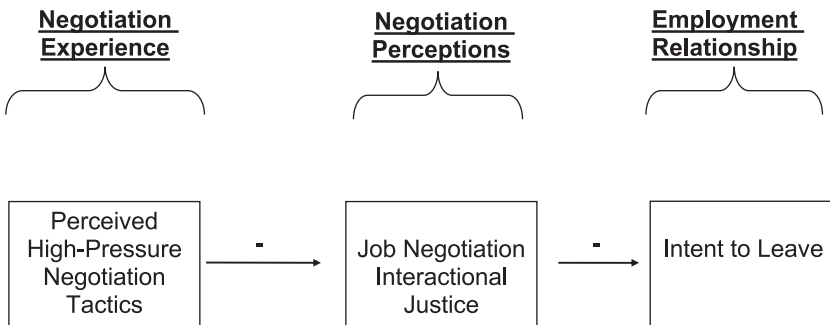 Negotiation
Experience
Negotiation
Perceptions
Employment
Relationship
Perceived
High-Pressure
Negotiation
Tactics
-
Job Negotiation
Interactional
Justice
-
Intent to Leave